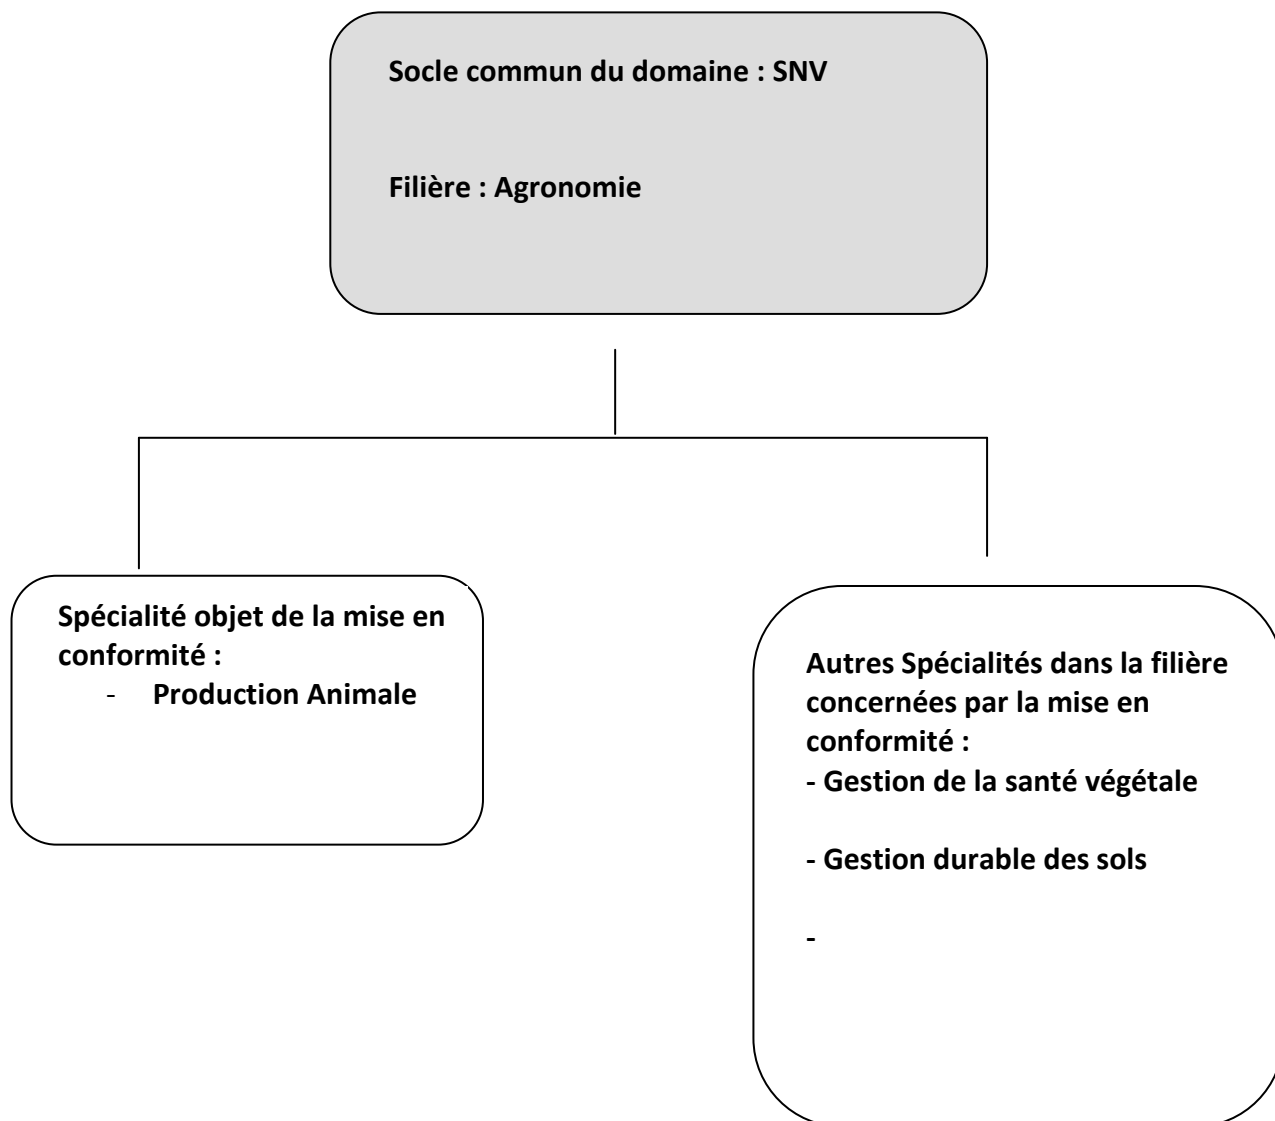 Socle commun du domaine : SNV
Filière : Agronomie
Spécialité objet de la mise en
conformité :
- Production Animale
Autres Spécialités dans la filière
concernées par la mise en
conformité :
- Gestion de la santé végétale
- Gestion durable des sols
-